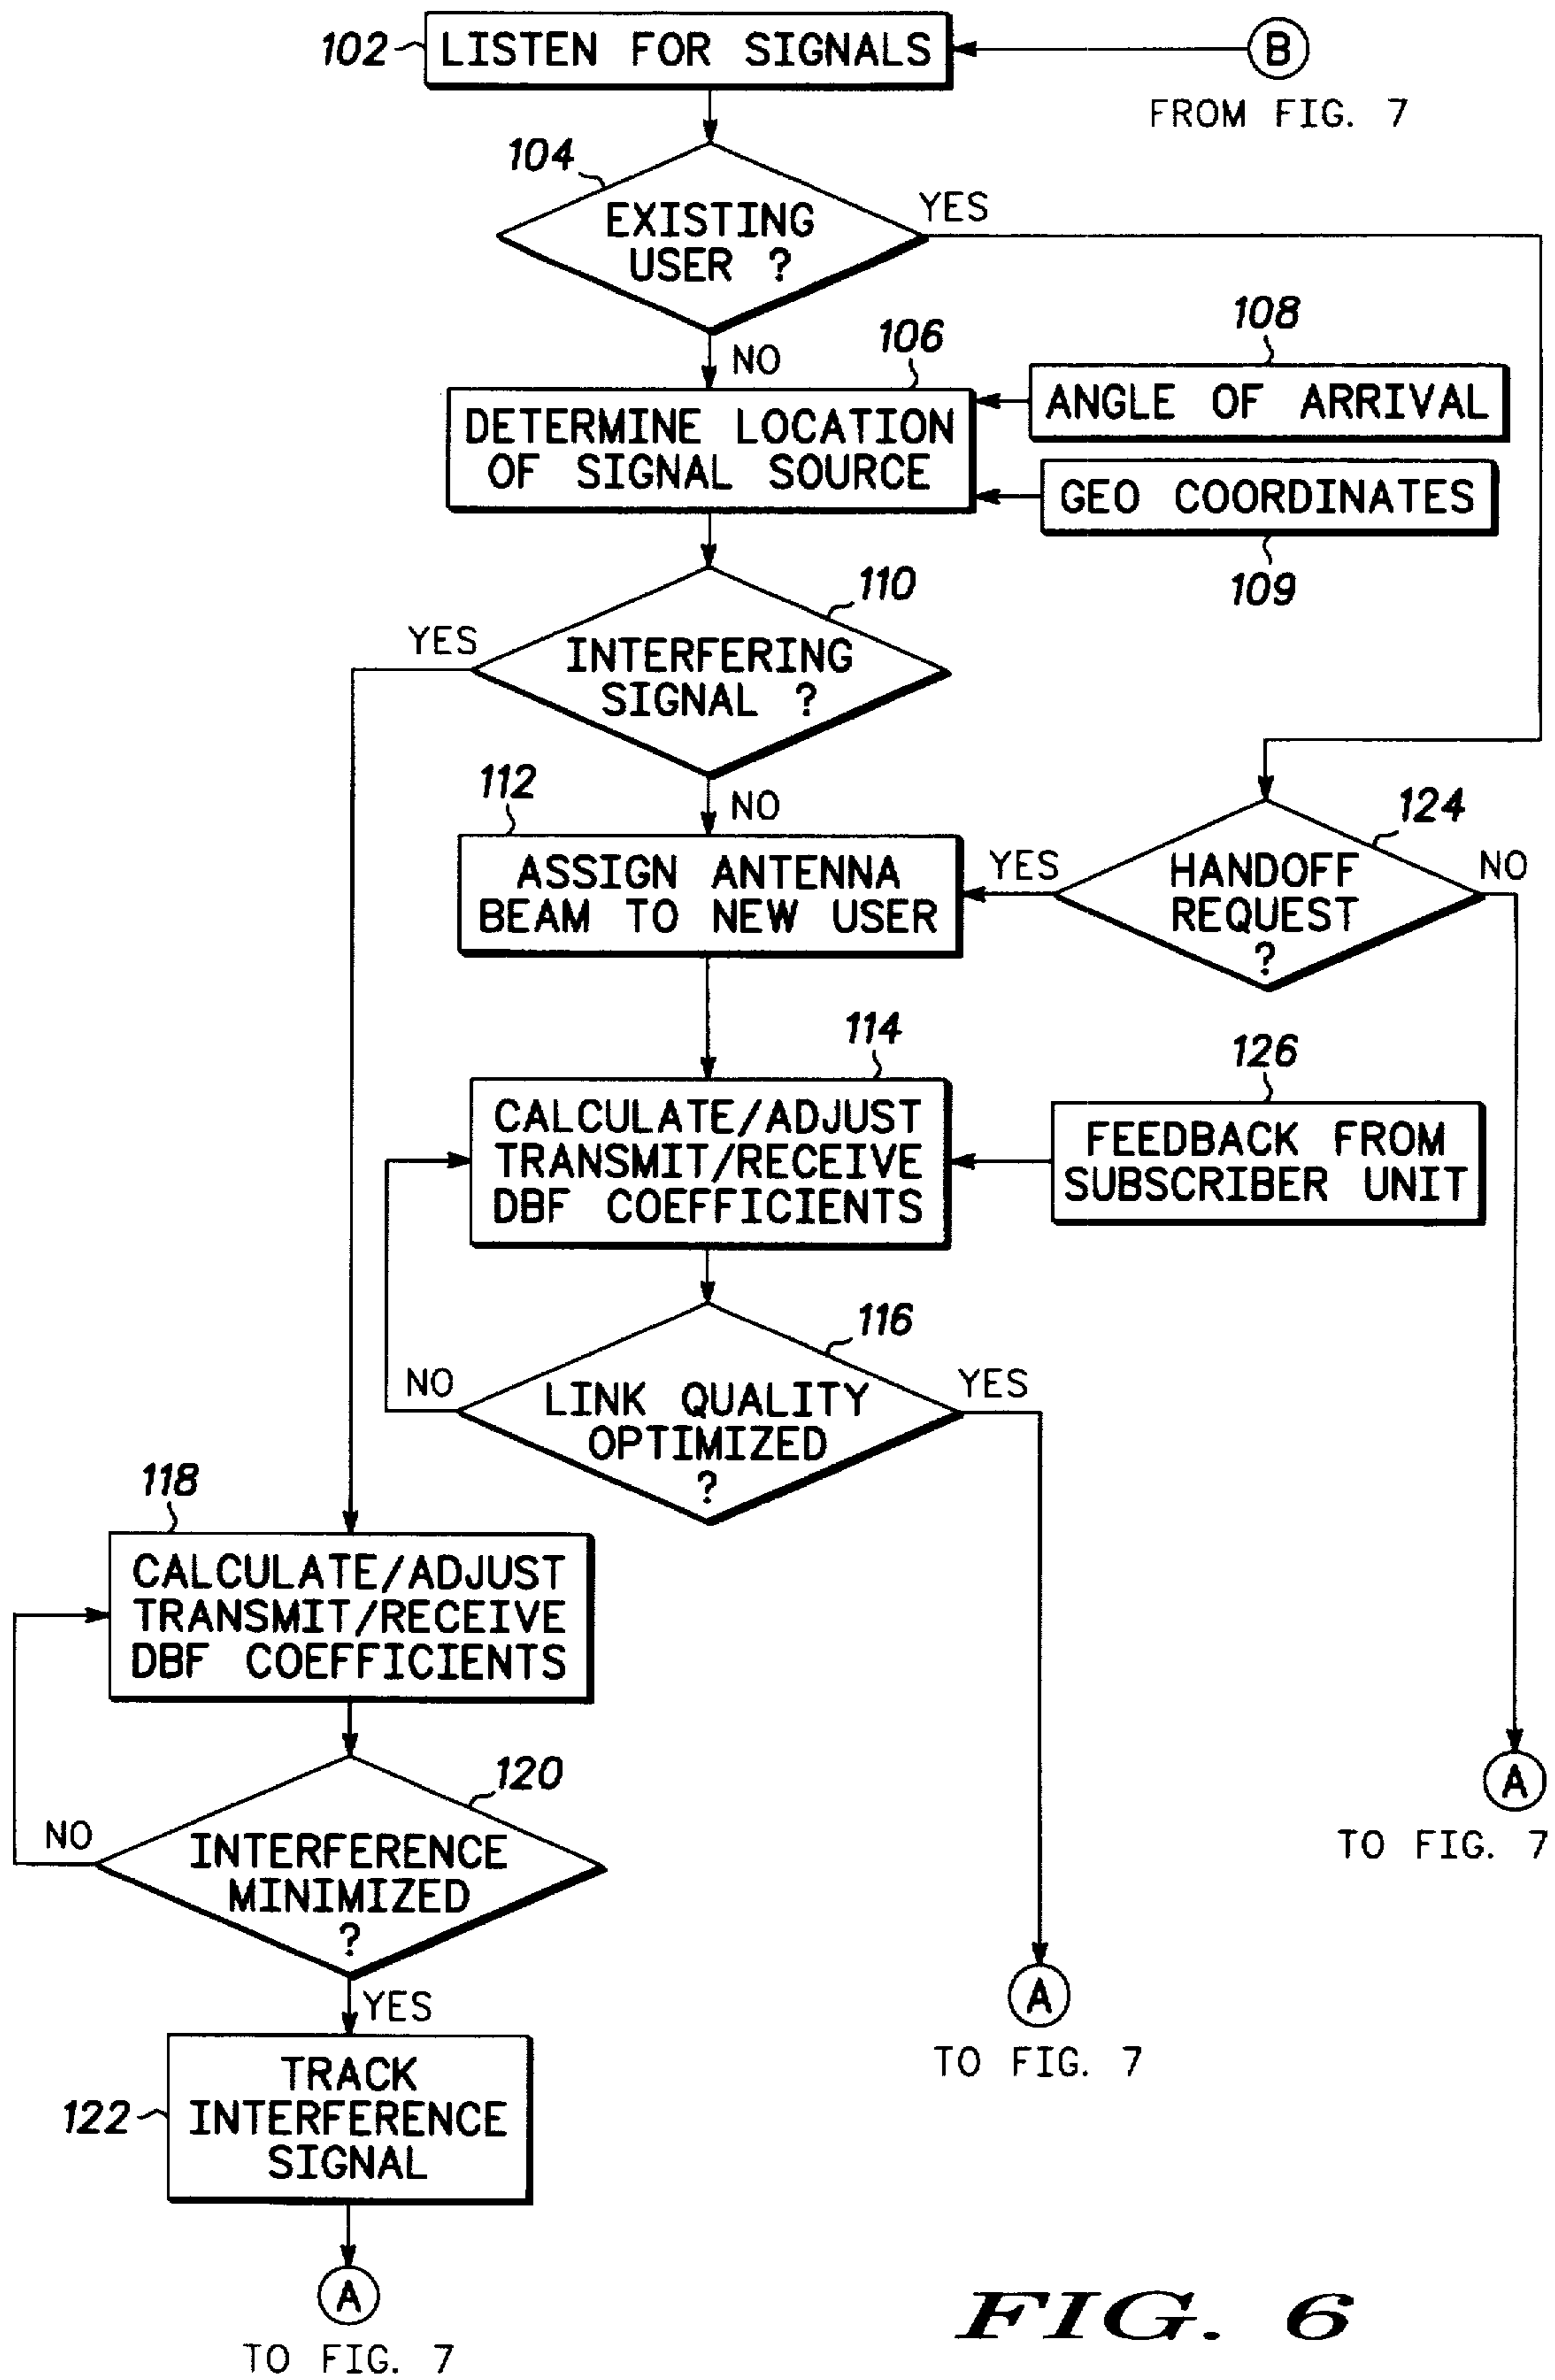 102
LISTEN FOR SIGNALS
B
FROM FIG. 7
104
EXISTING
USER ?
YES
NO
106
108
ANGLE OF ARRIVAL
DETERMINE LOCATION
OF SIGNAL SOURCE
GEO COORDINATES
109
110
YES
INTERFERING
SIGNAL ?
NO
112
124
ASSIGN ANTENNA
BEAM TO NEW USER
YES
HANDOFF
REQUEST
?
NO
114
126
CALCULATE/ADJUST
TRANSMIT/RECEIVE
DBF COEFFICIENTS
FEEDBACK FROM
SUBSCRIBER UNIT
116
NO
LINK QUALITY
OPTIMIZED
?
YES
118
CALCULATE/ADJUST
TRANSMIT/RECEIVE
DBF COEFFICIENTS
120
NO
INTERFERENCE
MINIMIZED
?
YES
A
TO FIG. 7
A
TO FIG. 7
122
TRACK
INTERFERENCE
SIGNAL
A
TO FIG. 7
FIG. 6